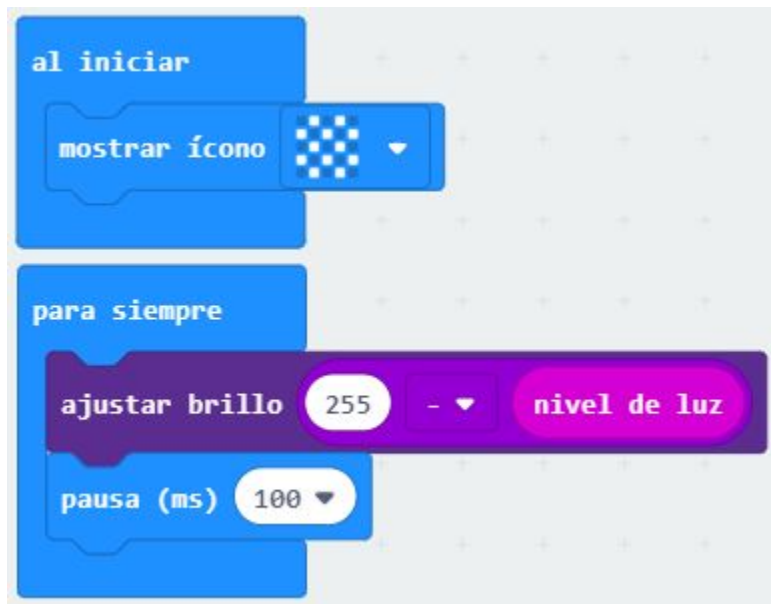 al iniciar
mostrar ícono
para siempre
ajustar brillo 255 - nivel de luz
pausa (ms) 100